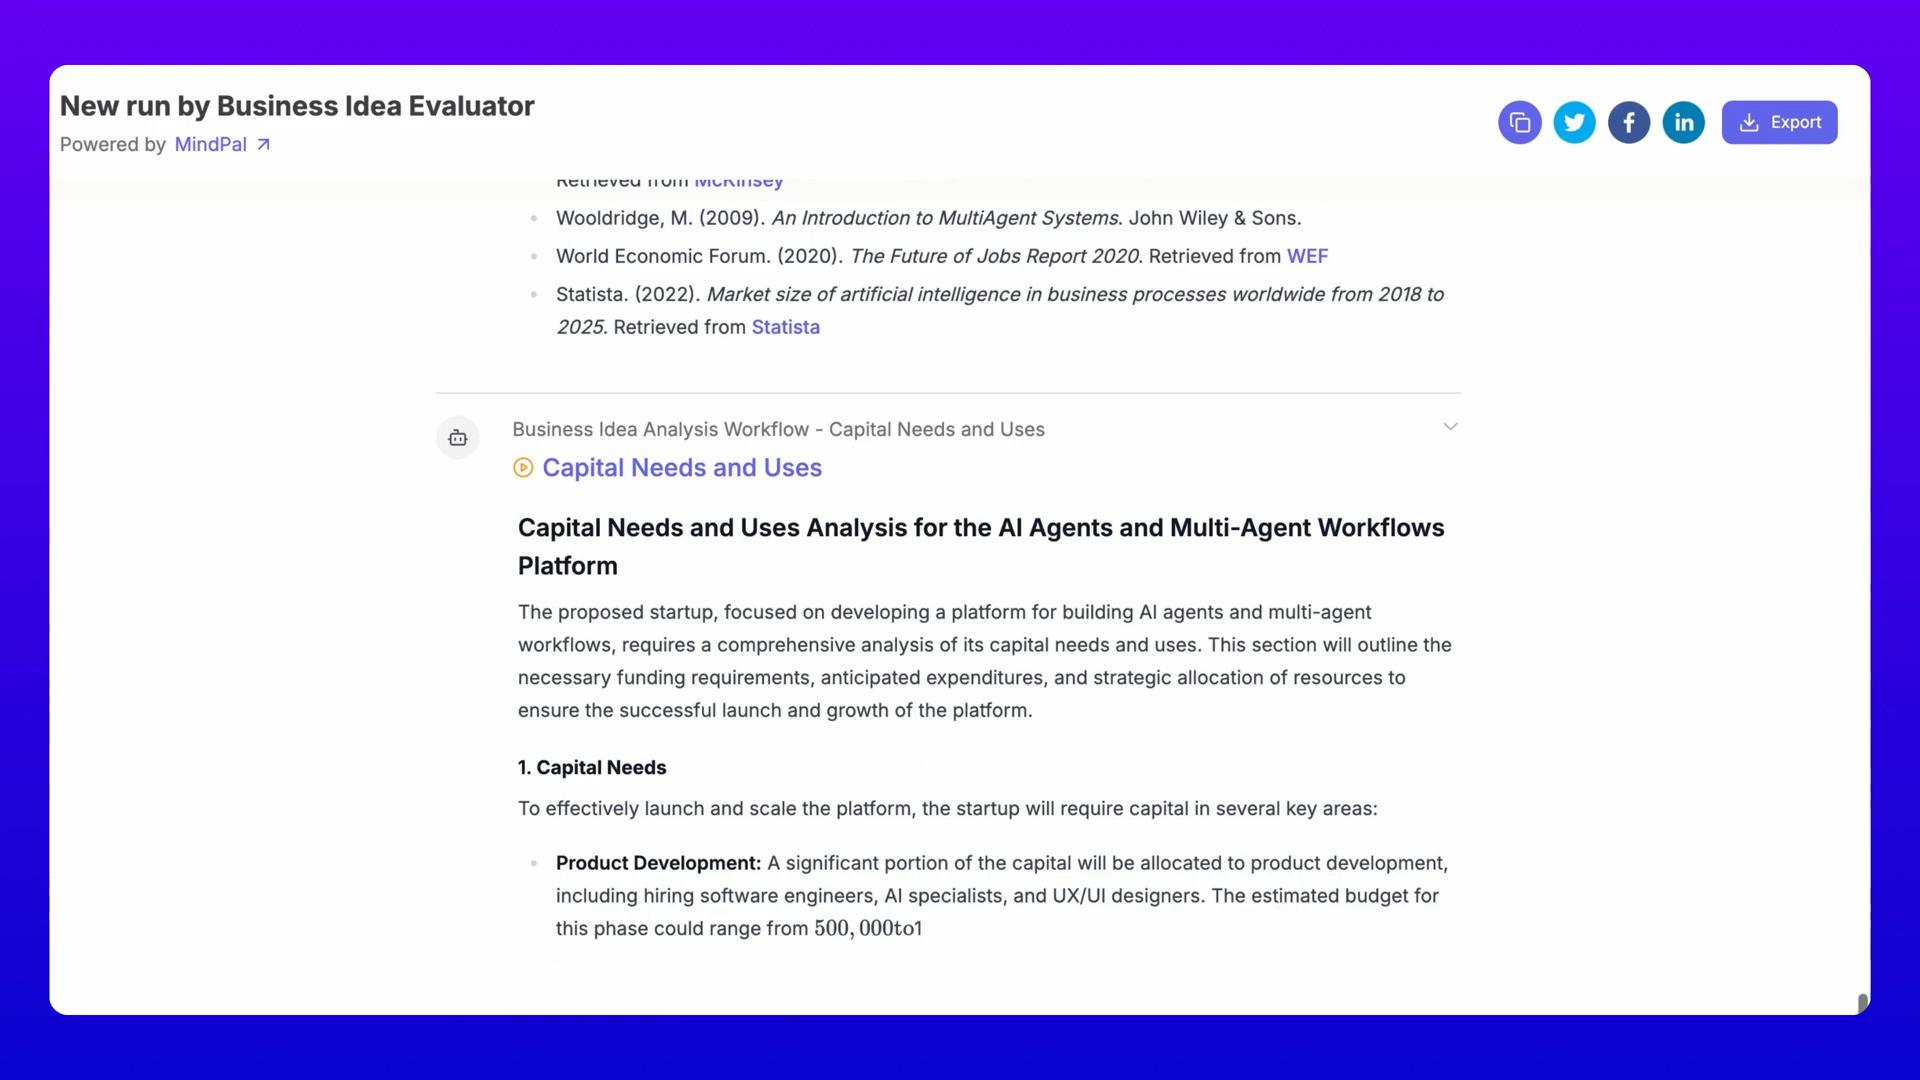 New run by Business Idea Evaluator
Powered by MindPal
Export
Retrieved from McKinsey
Wooldridge, M. (2009). An Introduction to MultiAgent Systems. John Wiley & Sons.
World Economic Forum. (2020). The Future of Jobs Report 2020. Retrieved from WEF
Statista. (2022). Market size of artificial intelligence in business processes worldwide from 2018 to
2025. Retrieved from Statista
Business Idea Analysis Workflow - Capital Needs and Uses
Capital Needs and Uses
Capital Needs and Uses Analysis for the AI Agents and Multi-Agent Workflows
Platform
The proposed startup, focused on developing a platform for building AI agents and multi-agent
workflows, requires a comprehensive analysis of its capital needs and uses. This section will outline the
necessary funding requirements, anticipated expenditures, and strategic allocation of resources to
ensure the successful launch and growth of the platform.
1. Capital Needs
To effectively launch and scale the platform, the startup will require capital in several key areas:
Product Development: A significant portion of the capital will be allocated to product development,
including hiring software engineers, AI specialists, and UX/UI designers. The estimated budget for
this phase could range from 500,000to1